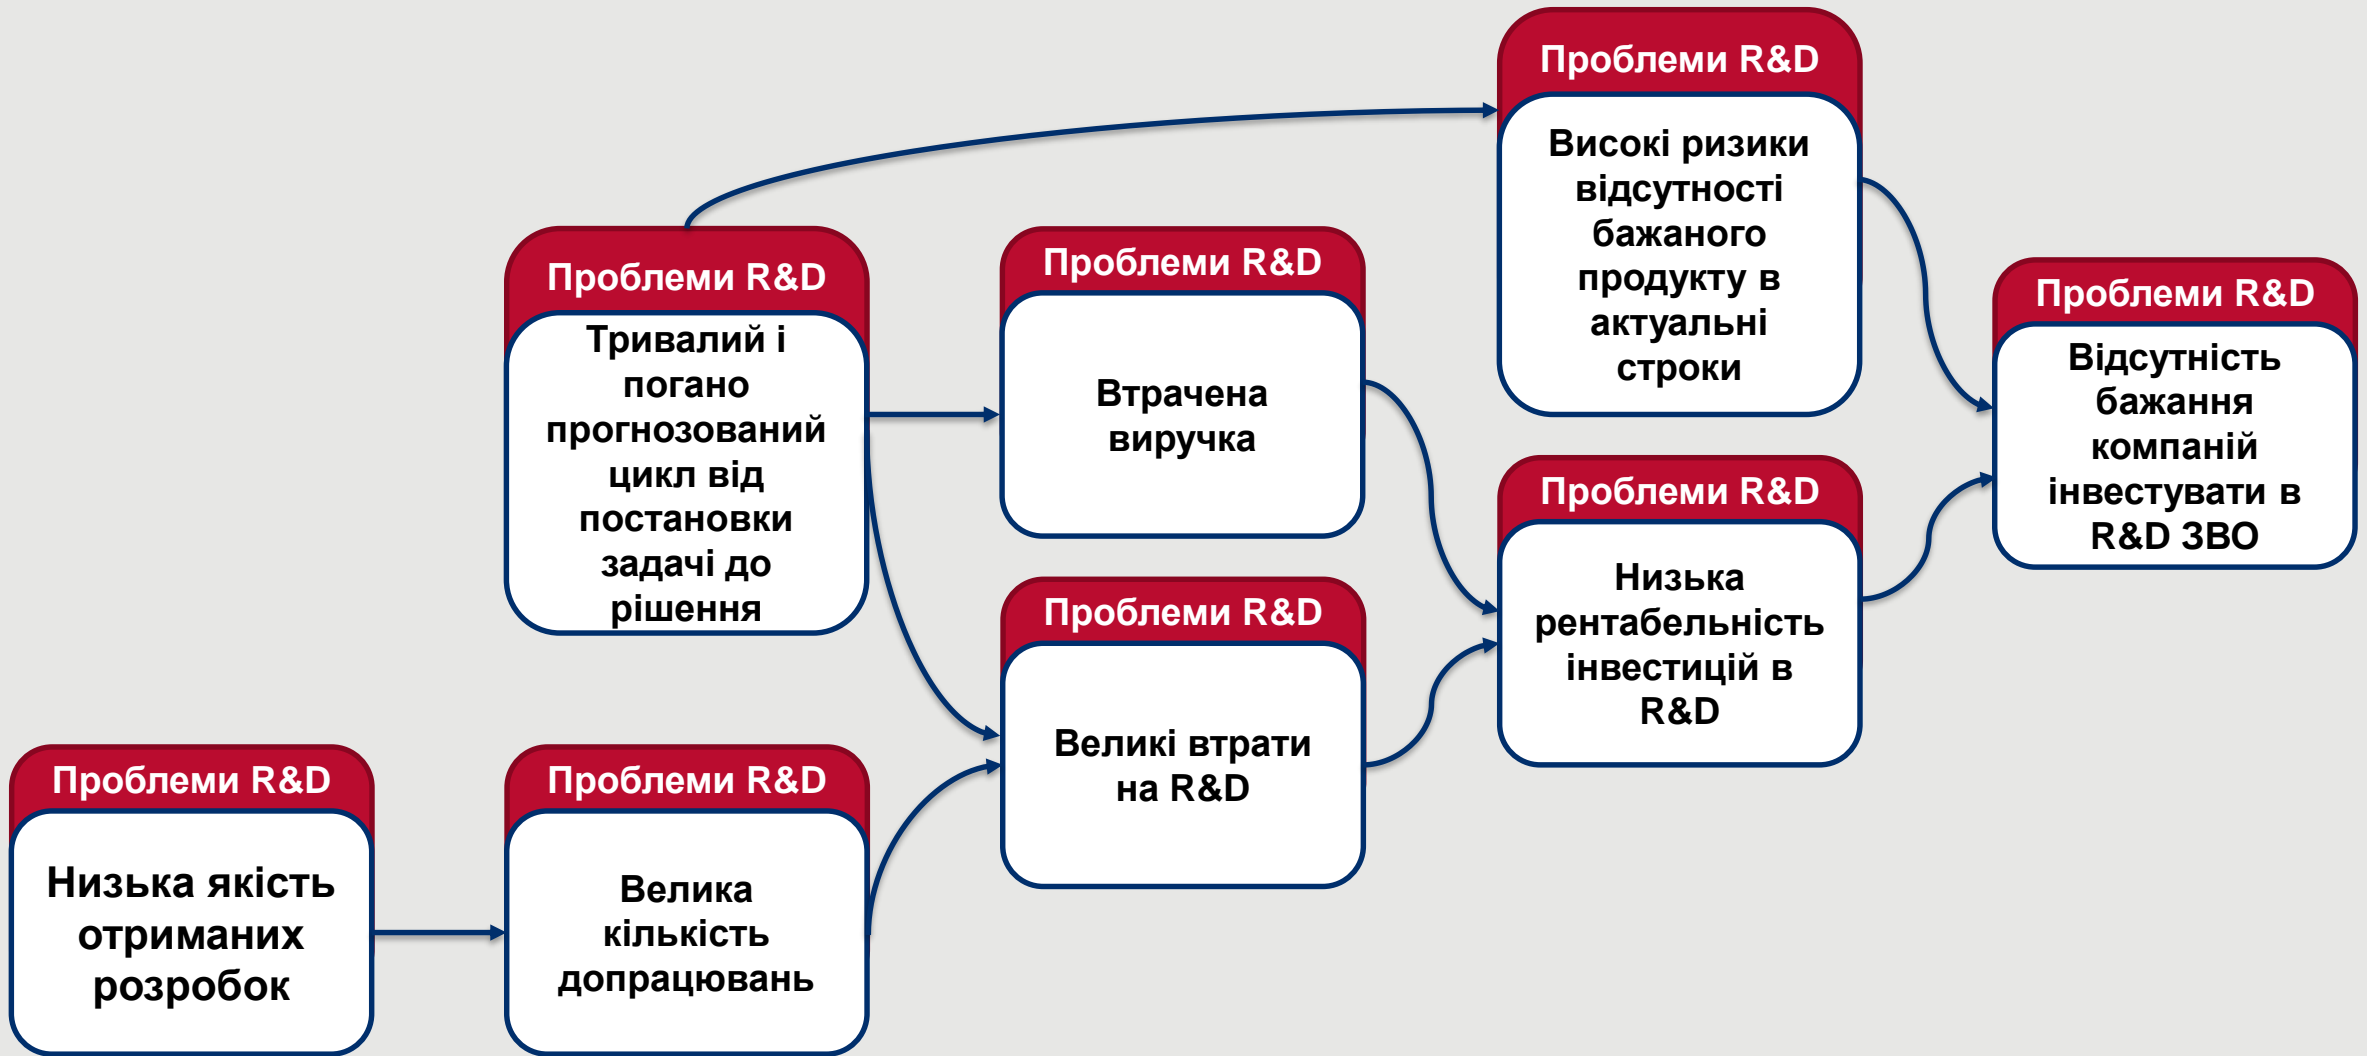 Проблеми R&D
Високі ризики
відсутності
бажаного
продукту в
актуальні
строки
Проблеми R&D
Тривалий і
погано
прогнозований
цикл від
постановки
задачі до
рішення
Проблеми R&D
Втрачена
виручка
Проблеми R&D
Відсутність
бажання
компаній
інвестувати в
R&D ЗВО
Проблеми R&D
Низька
рентабельність
інвестицій в
R&D
Проблеми R&D
Великі втрати
на R&D
Проблеми R&D
Низька якість
отриманих
розробок
Проблеми R&D
Велика
кількість
допрацювань